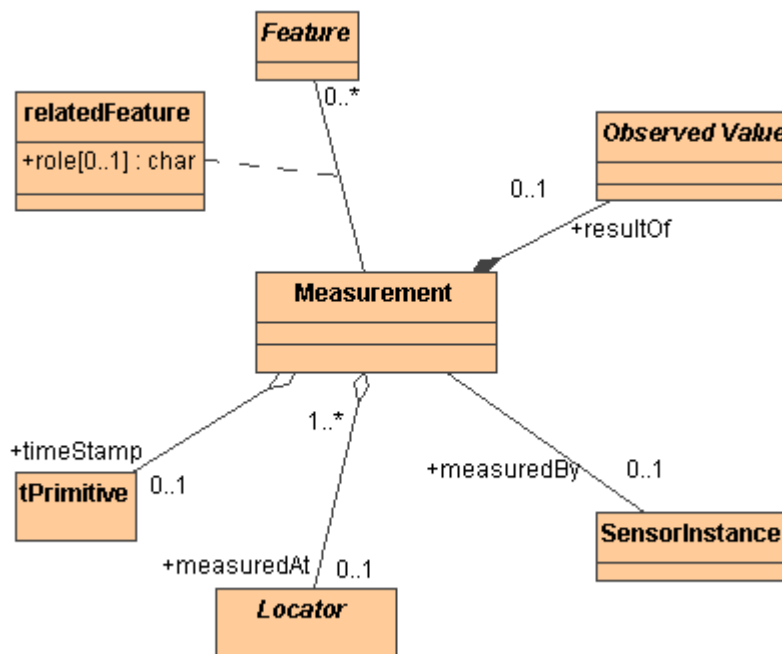 Feature
0..*
relatedFeature
+role[0..1] : char
Observed Value
0..1
+resultOf
Measurement
1..*
+timeStamp
0..1
tPrimitive
+measuredBy
0..1
SensorInstance
+measuredAt
0..1
Locator